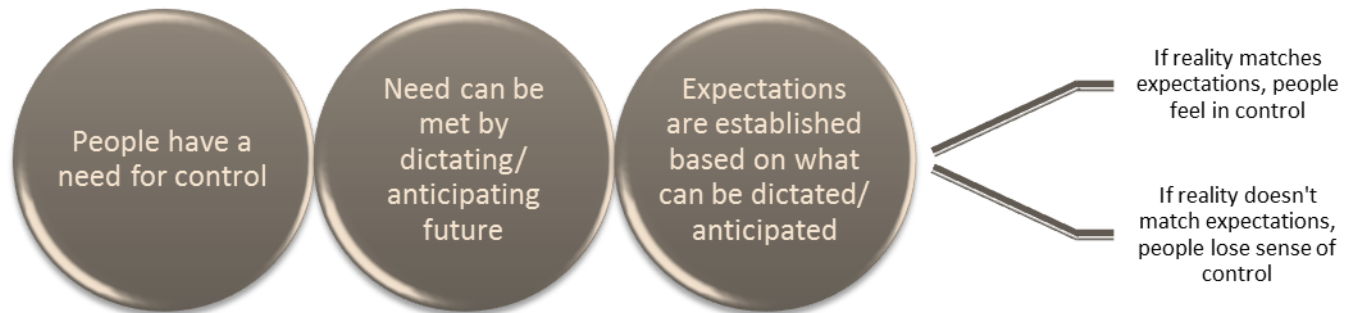 People have a
need for control
Need can be
met by
dictating/
anticipating
future
Expectations
are established
based on what
can be dictated/
anticipated
If reality matches
expectations, people
feel in control
If reality doesn't
match expectations,
people lose sense of
control